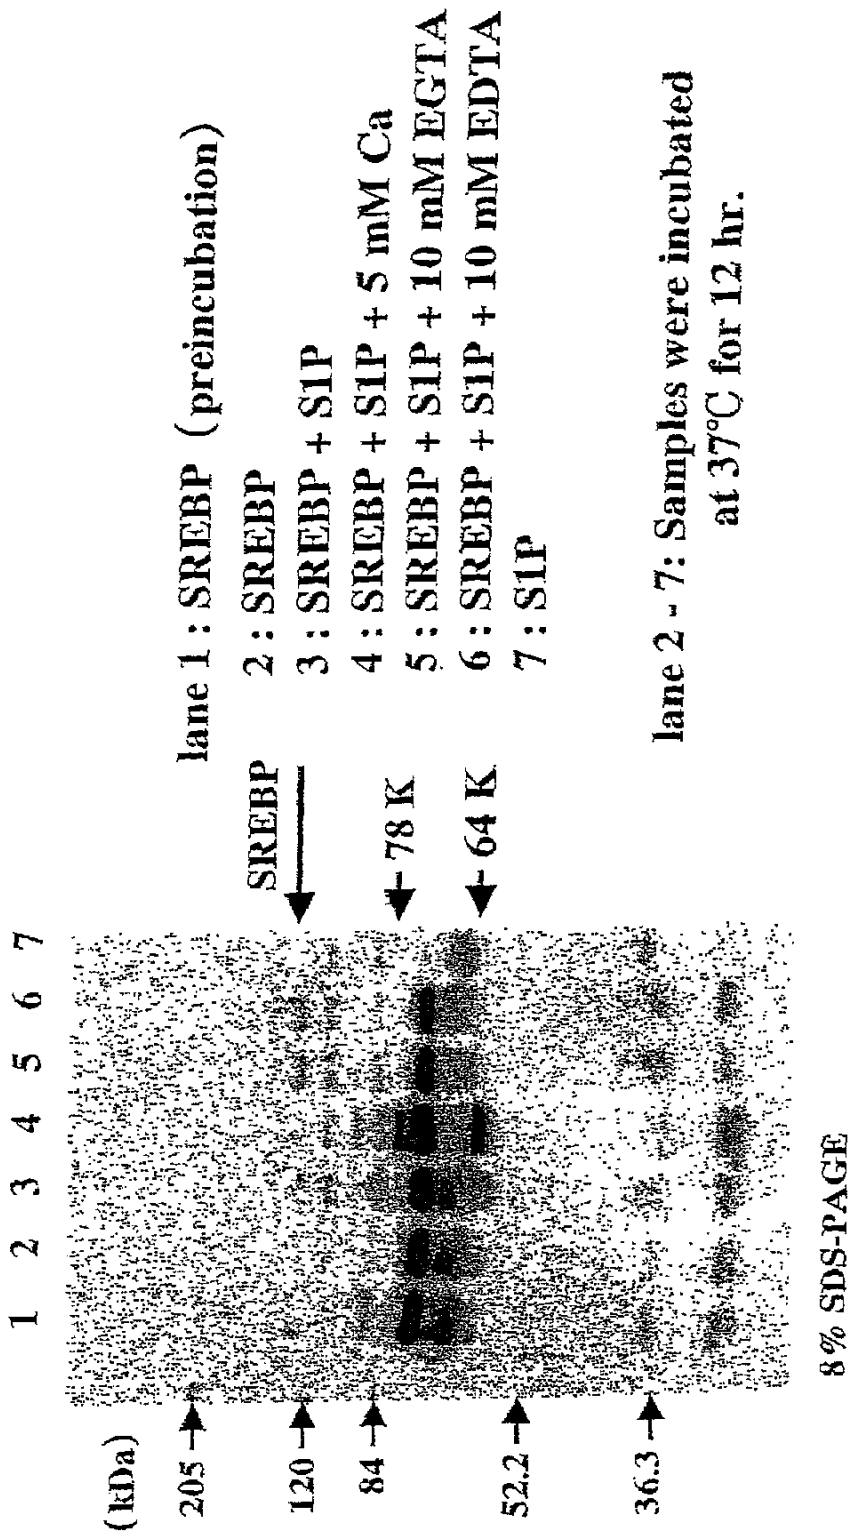 (kDa)
205
120
84
52.2
36.3
1 2 3 4 5 6 7
SREBP
78 K
64 K
lane 1 : SREBP (preincubation)
2 : SREBP
3 : SREBP + S1P
4 : SREBP + S1P + 5 mM Ca
5 : SREBP + S1P + 10 mM EGTA
6 : SREBP + S1P + 10 mM EDTA
7 : S1P
lane 2 - 7: Samples were incubated
at 37℃ for 12 hr.
8% SDS-PAGE